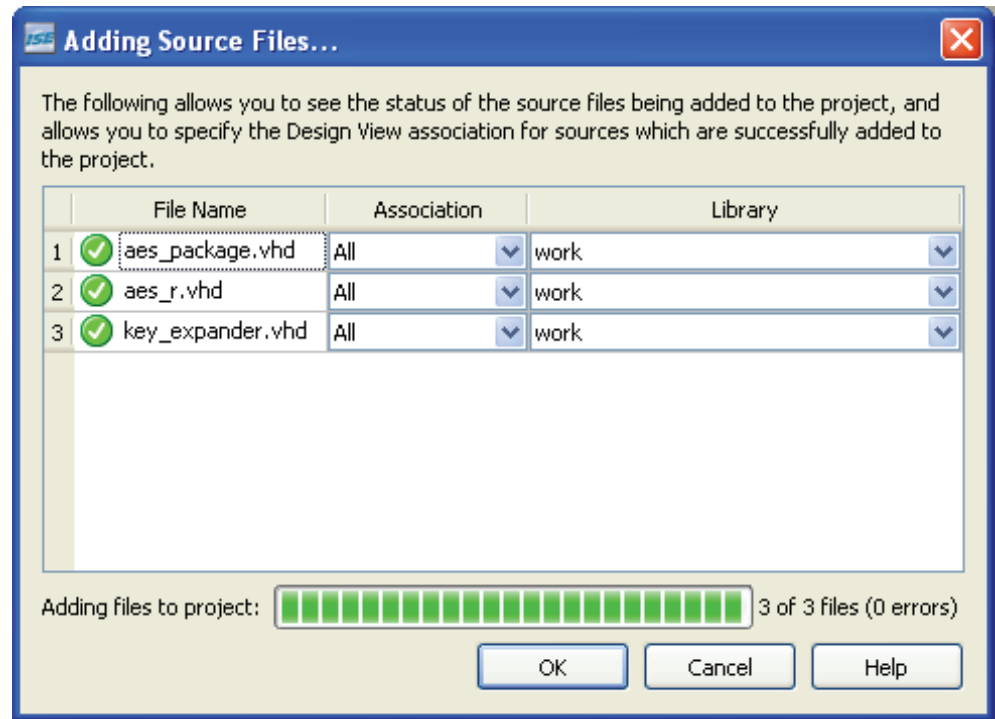 ISE Adding Source Files...
The following allows you to see the status of the source files being added to the project, and
allows you to specify the Design View association for sources which are successfully added to
the project.
File Name Association Library
1 aes_package.vhd All work
2 aes_r.vhd All work
3 key_expander.vhd All work
Adding files to project: 3 of 3 files (0 errors)
OK Cancel Help